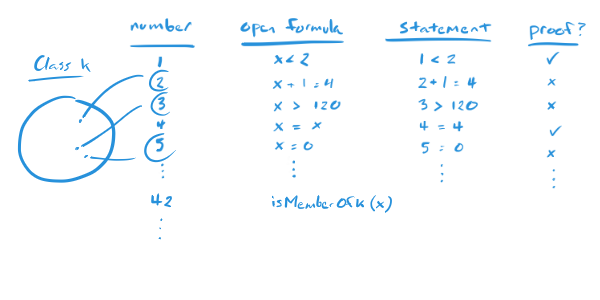 number open formula statement proof?
Class k
1 x < 2 1 < 2 ✓
2 x + 1 = 4 2 + 1 = 4 x
3 x > 120 3 > 120 x
4 x = x 4 = 4 ✓
5 x = 0 5 = 0 x
⋮ ⋮ ⋮ ⋮
42 isMemberOfK(x)
⋮